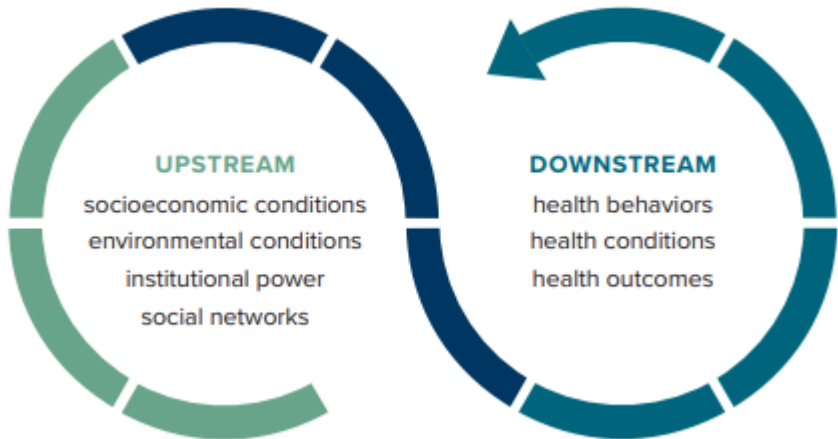 UPSTREAM
socioeconomic conditions
environmental conditions
institutional power
social networks
DOWNSTREAM
health behaviors
health conditions
health outcomes